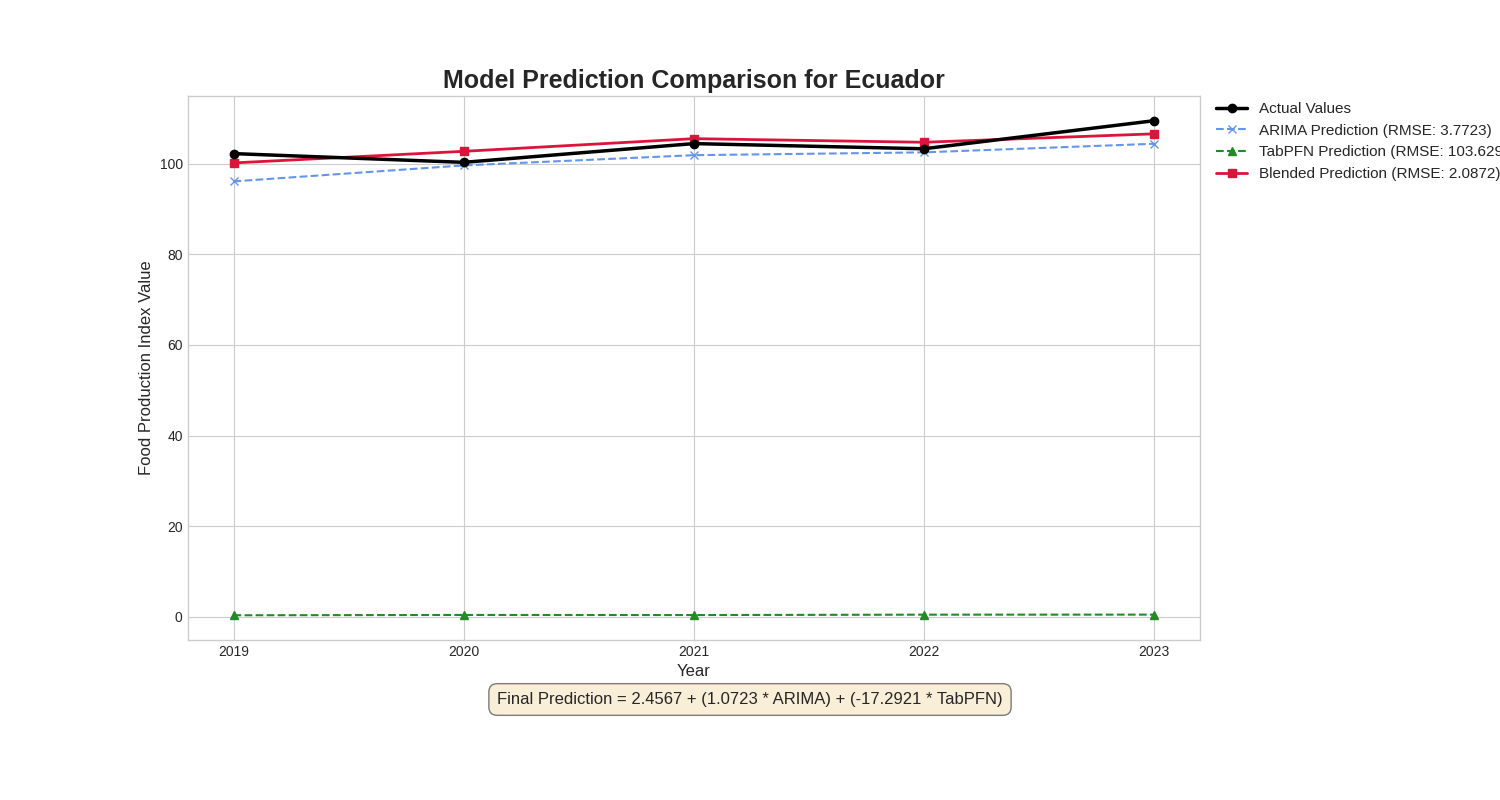 Model Prediction Comparison for Ecuador
Actual Values
ARIMA Prediction (RMSE: 3.7723)
TabPFN Prediction (RMSE: 103.629
Blended Prediction (RMSE: 2.0872)
Food Production Index Value
100
80
60
40
20
0
2019 2020 2021 2022 2023
Year
Final Prediction = 2.4567 + (1.0723 * ARIMA) + (-17.2921 * TabPFN)